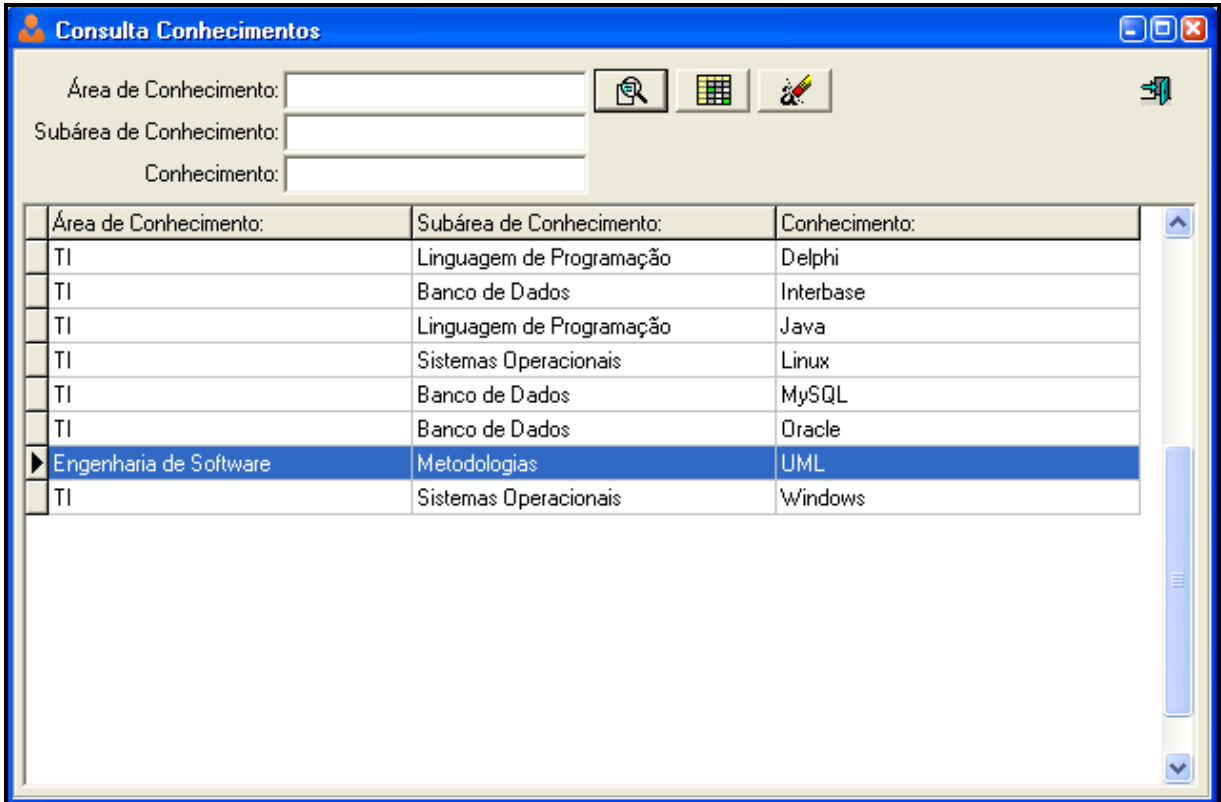 Consulta Conhecimentos
Área de Conhecimento:
Subárea de Conhecimento:
Conhecimento:
Área de Conhecimento: Subárea de Conhecimento: Conhecimento:
TI Linguagem de Programação Delphi
TI Banco de Dados Interbase
TI Linguagem de Programação Java
TI Sistemas Operacionais Linux
TI Banco de Dados MySQL
TI Banco de Dados Oracle
Engenharia de Software Metodologias UML
TI Sistemas Operacionais Windows